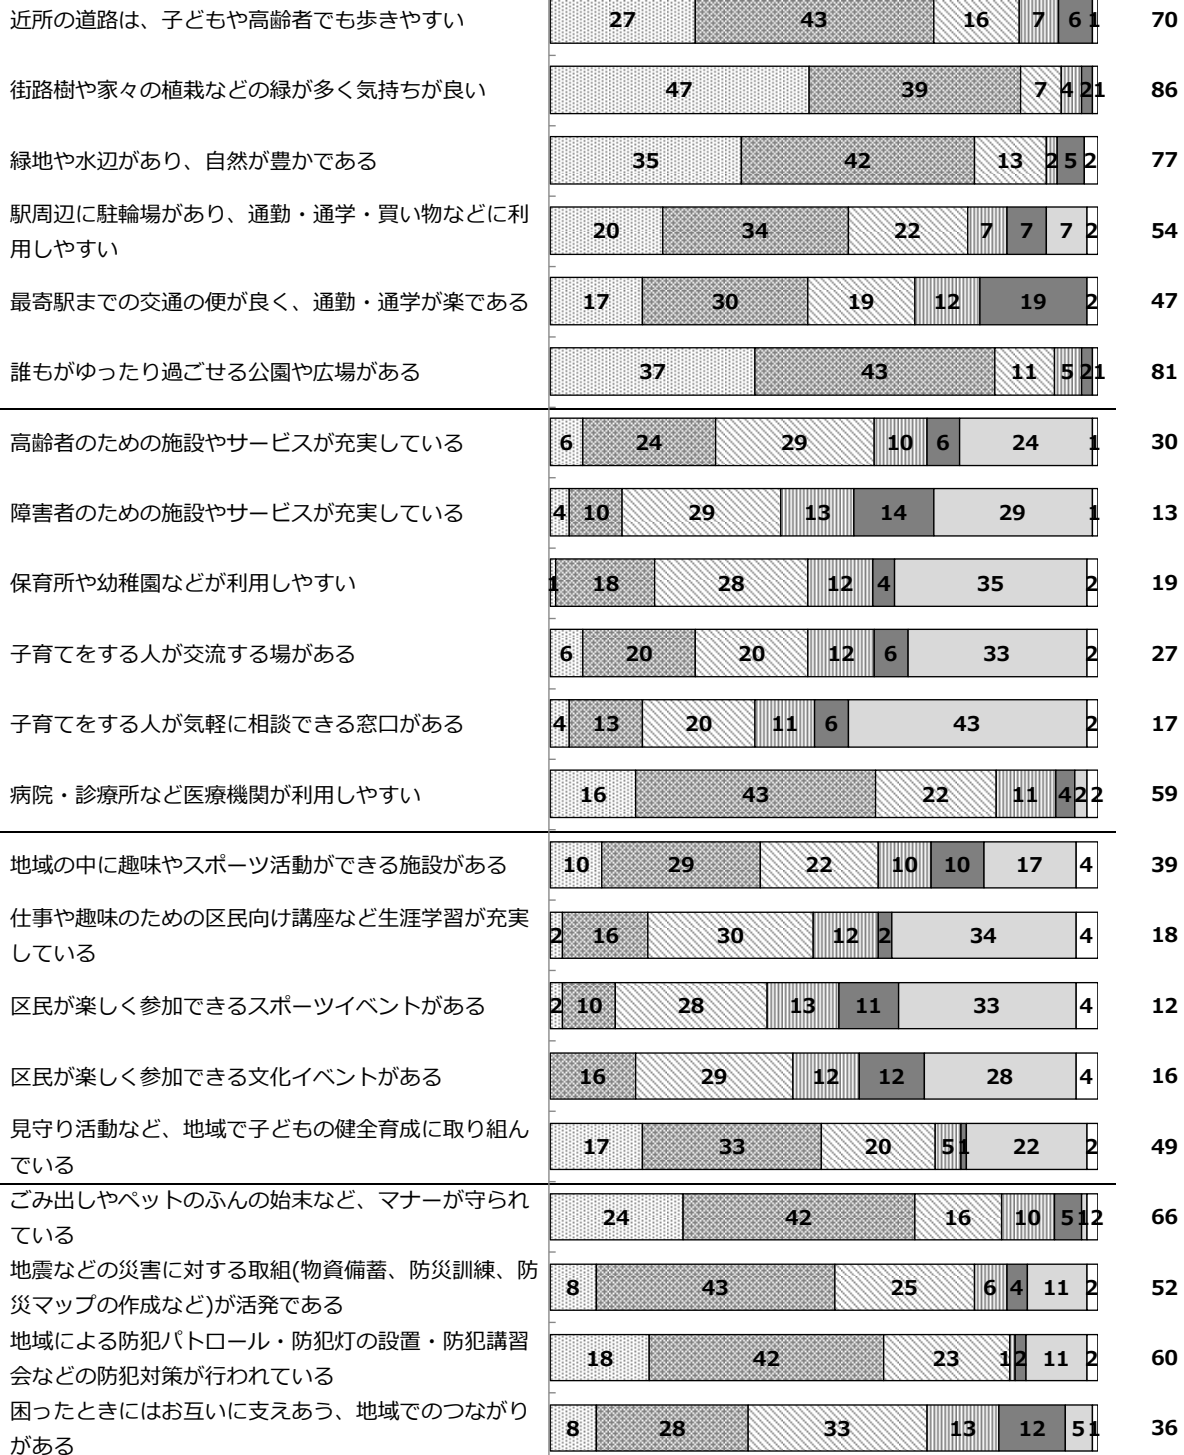 近所の道路は、子どもや高齢者でも歩きやすい 27 43 16 7 6 1 70
街路樹や家々の植栽などの緑が多く気持ちが良い 47 39 7 4 2 1 86
緑地や水辺があり、自然が豊かである 35 42 13 2 5 2 77
駅周辺に駐輪場があり、通勤・通学・買い物などに利
用しやすい
20 34 22 7 7 7 2 54
最寄駅までの交通の便が良く、通勤・通学が楽である 17 30 19 12 19 2 47
誰もがゆったり過ごせる公園や広場がある 37 43 11 5 2 1 81
高齢者のための施設やサービスが充実している 6 24 29 10 6 24 1 30
障害者のための施設やサービスが充実している 4 10 29 13 14 29 1 13
保育所や幼稚園などが利用しやすい 1 18 28 12 4 35 2 19
子育てをする人が交流する場がある 6 20 20 12 6 33 2 27
子育てをする人が気軽に相談できる窓口がある 4 13 20 11 6 43 2 17
病院・診療所など医療機関が利用しやすい 16 43 22 11 4 2 2 59
地域の中に趣味やスポーツ活動ができる施設がある 10 29 22 10 10 17 4 39
仕事や趣味のための区民向け講座など生涯学習が充実
している
2 16 30 12 2 34 4 18
区民が楽しく参加できるスポーツイベントがある 2 10 28 13 11 33 4 12
区民が楽しく参加できる文化イベントがある 16 29 12 12 28 4 16
見守り活動など、地域で子どもの健全育成に取り組ん
でいる
17 33 20 5 1 22 2 49
ごみ出しやペットのふんの始末など、マナーが守られ
ている
24 42 16 10 5 1 2 66
地震などの災害に対する取組(物資備蓄、防災訓練、防
災マップの作成など)が活発である
8 43 25 6 4 11 2 52
地域による防犯パトロール・防犯灯の設置・防犯講習
会などの防犯対策が行われている
18 42 23 1 2 11 2 60
困ったときにはお互いに支えあう、地域でのつながり
がある
8 28 33 13 12 5 1 36